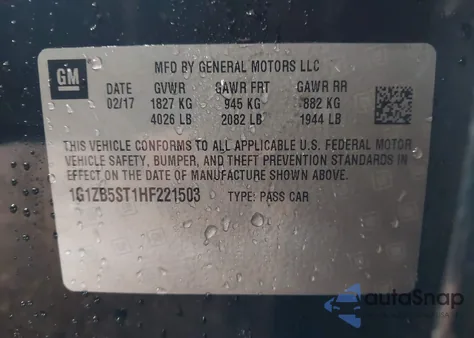 GM
MFD BY GENERAL MOTORS LLC
DATE GVWR GAWR FRT GAWR RR
02/17 1827 KG 945 KG 882 KG
4026 LB 2082 LB 1944 LB
THIS VEHICLE CONFORMS TO ALL APPLICABLE U.S. FEDERAL MOTOR
VEHICLE SAFETY, BUMPER, AND THEFT PREVENTION STANDARDS IN
EFFECT ON THE DATE OF MANUFACTURE SHOWN ABOVE.
1G1ZB5ST1HF221503 TYPE: PASS CAR
autoSnap